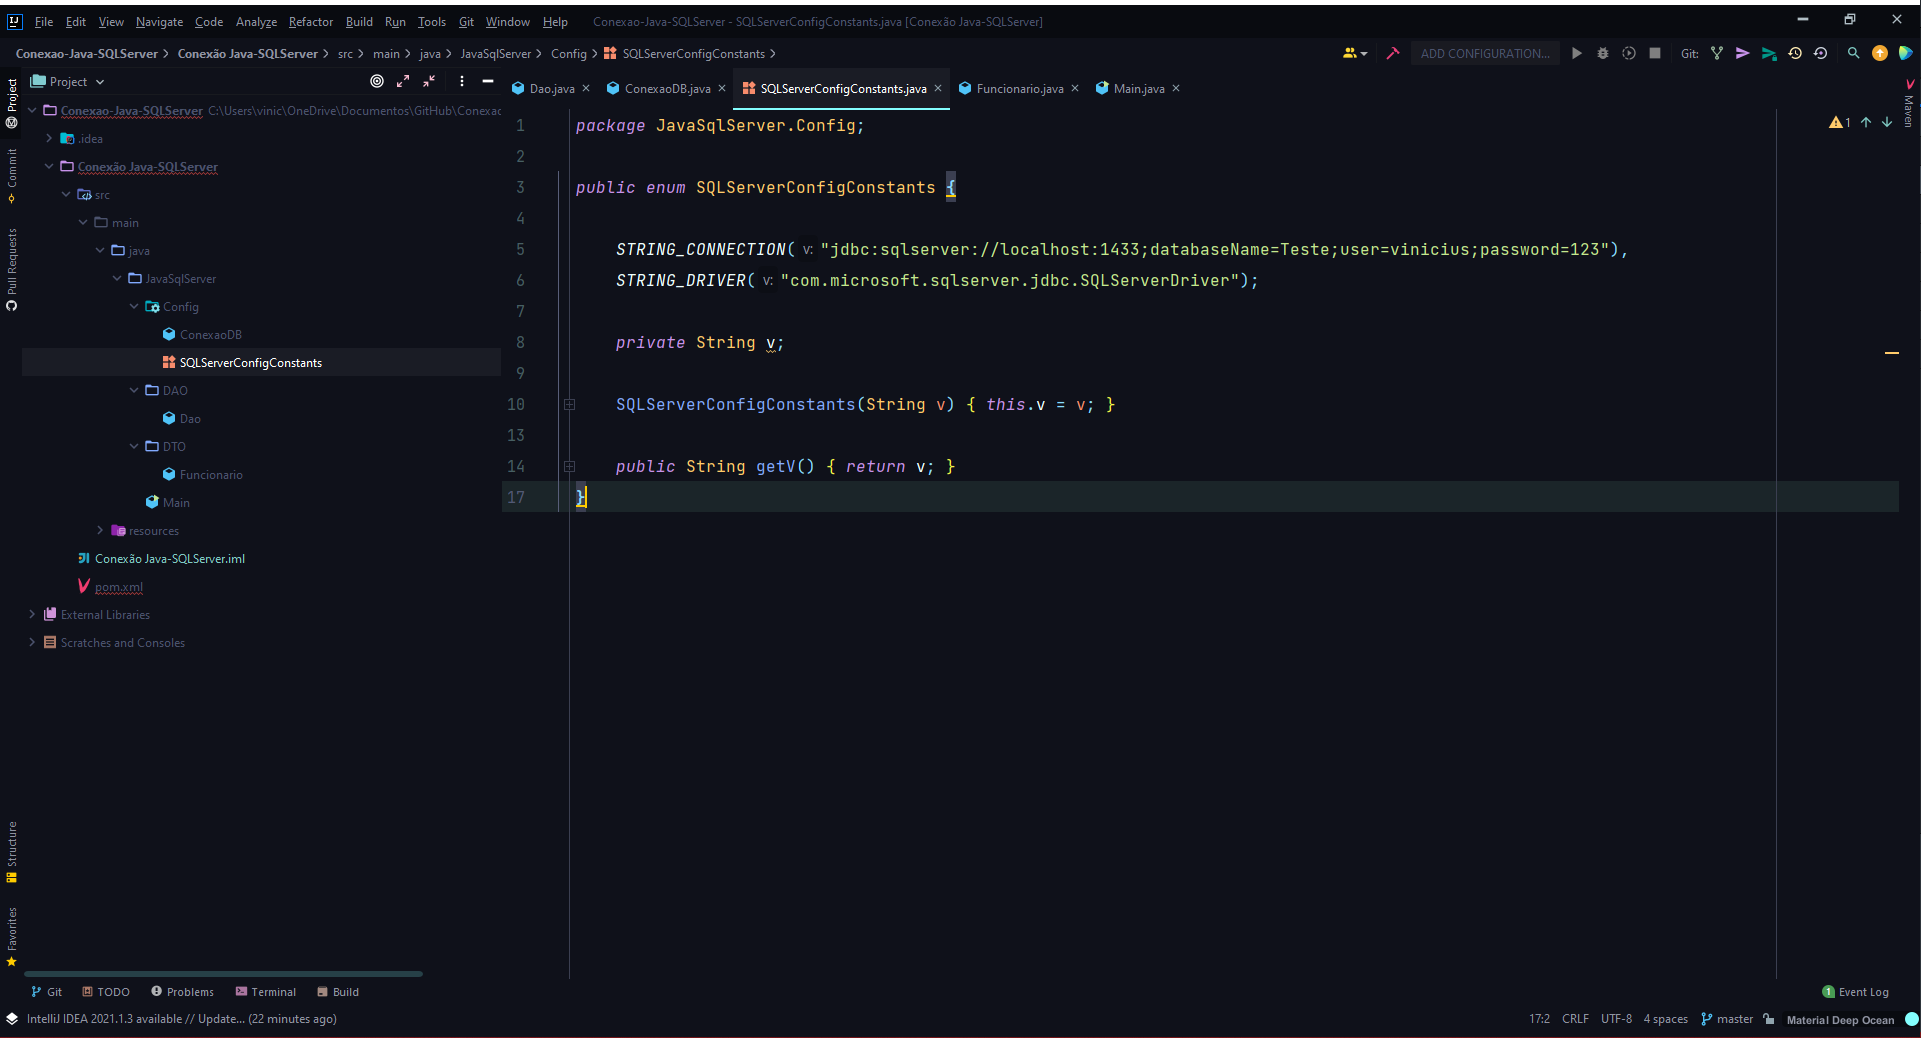 File Edit View Navigate Code Analyze Refactor Build Run Tools Git Window Help Conexao-Java-SQLServer - SQLServerConfigConstants.java [Conexão Java-SQLServer]
Conexao-Java-SQLServer Conexão Java-SQLServer src main java JavaSqlServer Config SQLServerConfigConstants ADD CONFIGURATION... Git:
Project
Dao.java ConexaoDB.java SQLServerConfigConstants.java Funcionario.java Main.java
Project
Commit
Pull Requests
Structure
Favorites
Maven
Conexao-Java-SQLServer C:\Users\vinic\OneDrive\Documentos\GitHub\Conexao
.idea
Conexão Java-SQLServer
src
main
java
JavaSqlServer
Config
ConexaoDB
SQLServerConfigConstants
DAO
Dao
DTO
Funcionario
Main
resources
Conexão Java-SQLServer.iml
pom.xml
External Libraries
Scratches and Consoles
1 package JavaSqlServer.Config;
2
3 public enum SQLServerConfigConstants {
4
5 STRING_CONNECTION( v: "jdbc:sqlserver://localhost:1433;databaseName=Teste;user=vinicius;password=123"),
6 STRING_DRIVER( v: "com.microsoft.sqlserver.jdbc.SQLServerDriver");
7
8 private String v;
9
10 SQLServerConfigConstants(String v) { this.v = v; }
13
14 public String getV() { return v; }
17 }
1
Git TODO Problems Terminal Build 1 Event Log
IntelliJ IDEA 2021.1.3 available // Update... (22 minutes ago) 17:2 CRLF UTF-8 4 spaces master Material Deep Ocean